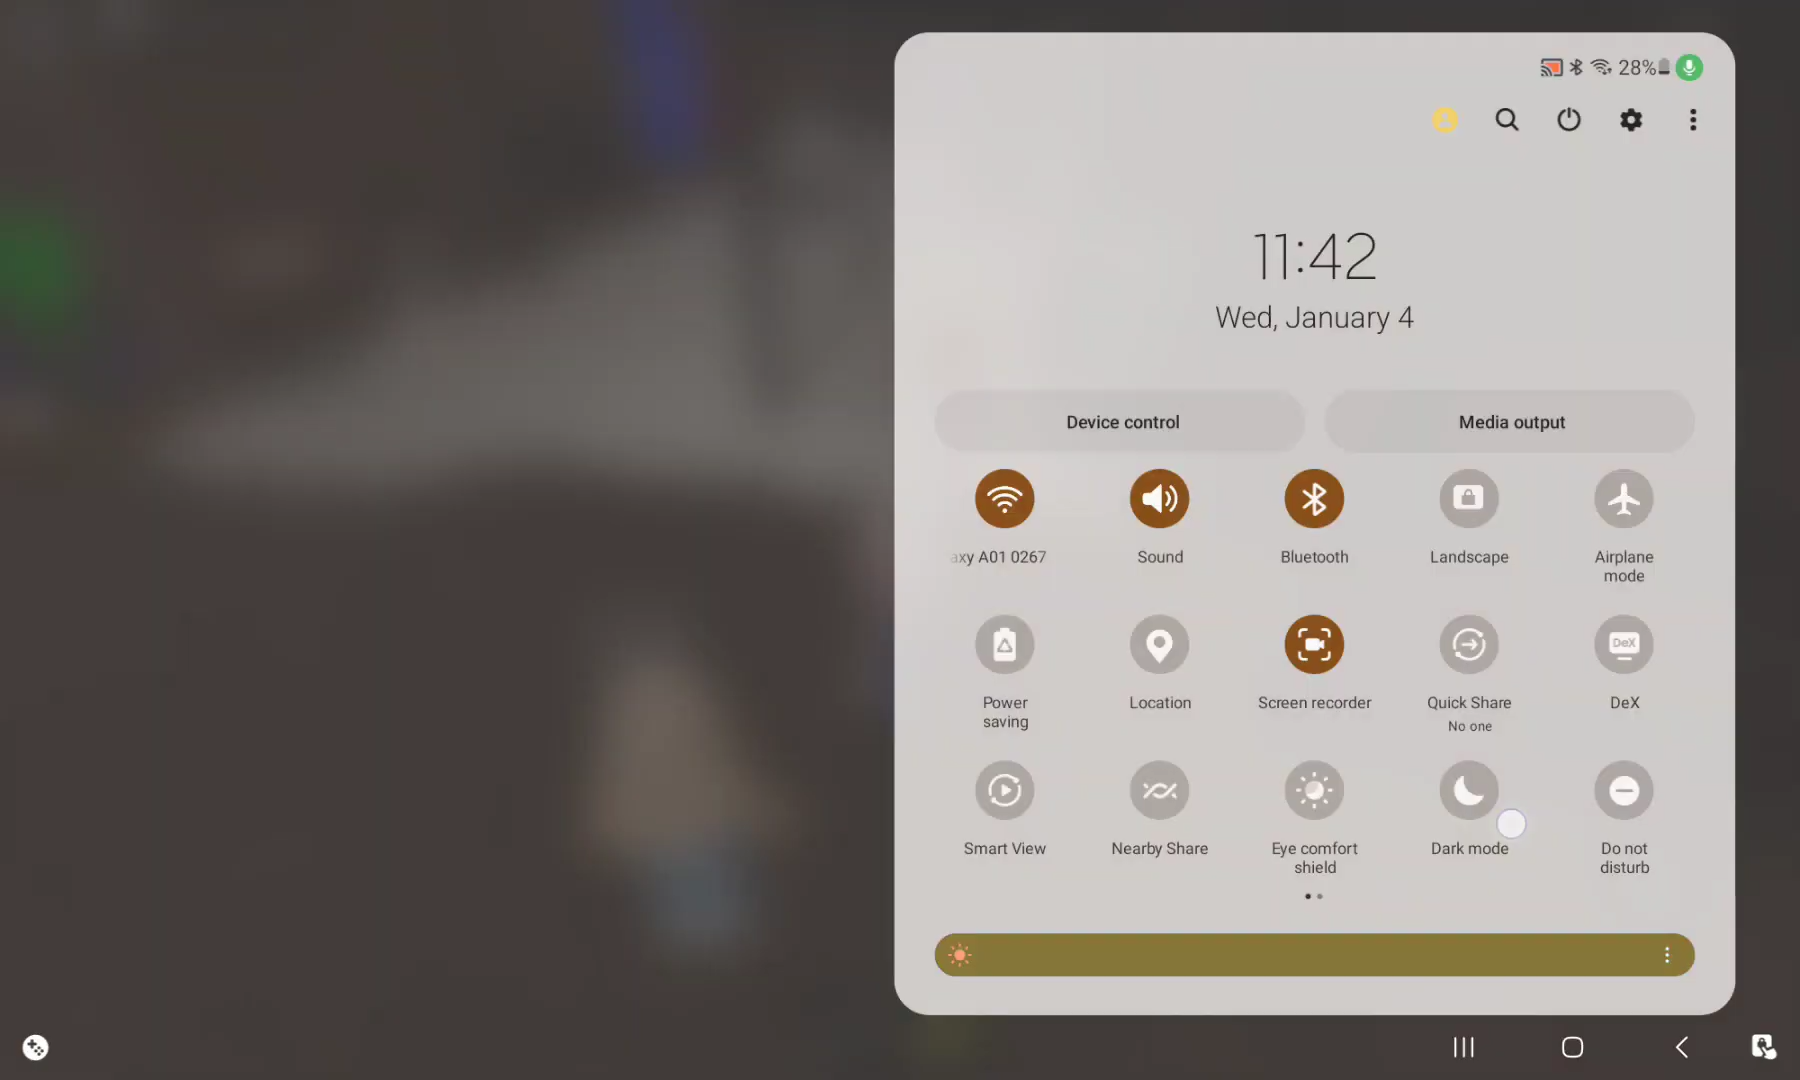 28%
11:42
Wed, January 4
Device control
Media output
axy A01 0267
Sound
Bluetooth
Landscape
Airplane
mode
Power
saving
Location
Screen recorder
Quick Share
No one
DeX
DeX
Smart View
Nearby Share
Eye comfort
shield
Dark mode
Do not
disturb